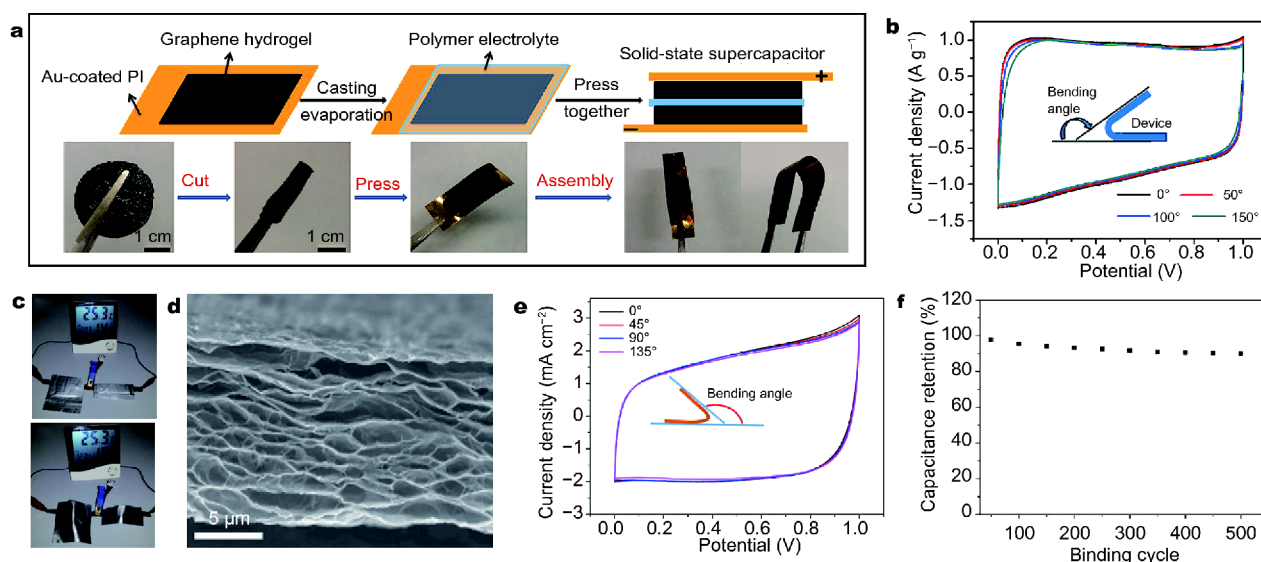 a
Graphene hydrogel
Au-coated PI
Casting
evaporation
Polymer electrolyte
Press
together
Solid-state supercapacitor
+
−
Cut
Press
Assembly
1 cm
1 cm
b
Current density (A g⁻¹)
1.0
0.5
0.0
−0.5
−1.0
−1.5
Bending
angle
Device
0°
50°
100°
150°
0.0 0.2 0.4 0.6 0.8 1.0
Potential (V)
c
d
5 µm
e
Current density (mA cm⁻²)
3
2
1
0
−1
−2
−3
0°
45°
90°
135°
Bending angle
0.0 0.2 0.4 0.6 0.8 1.0
Potential (V)
f
Capacitance retention (%)
120
100
80
60
40
20
0
100 200 300 400 500
Binding cycle